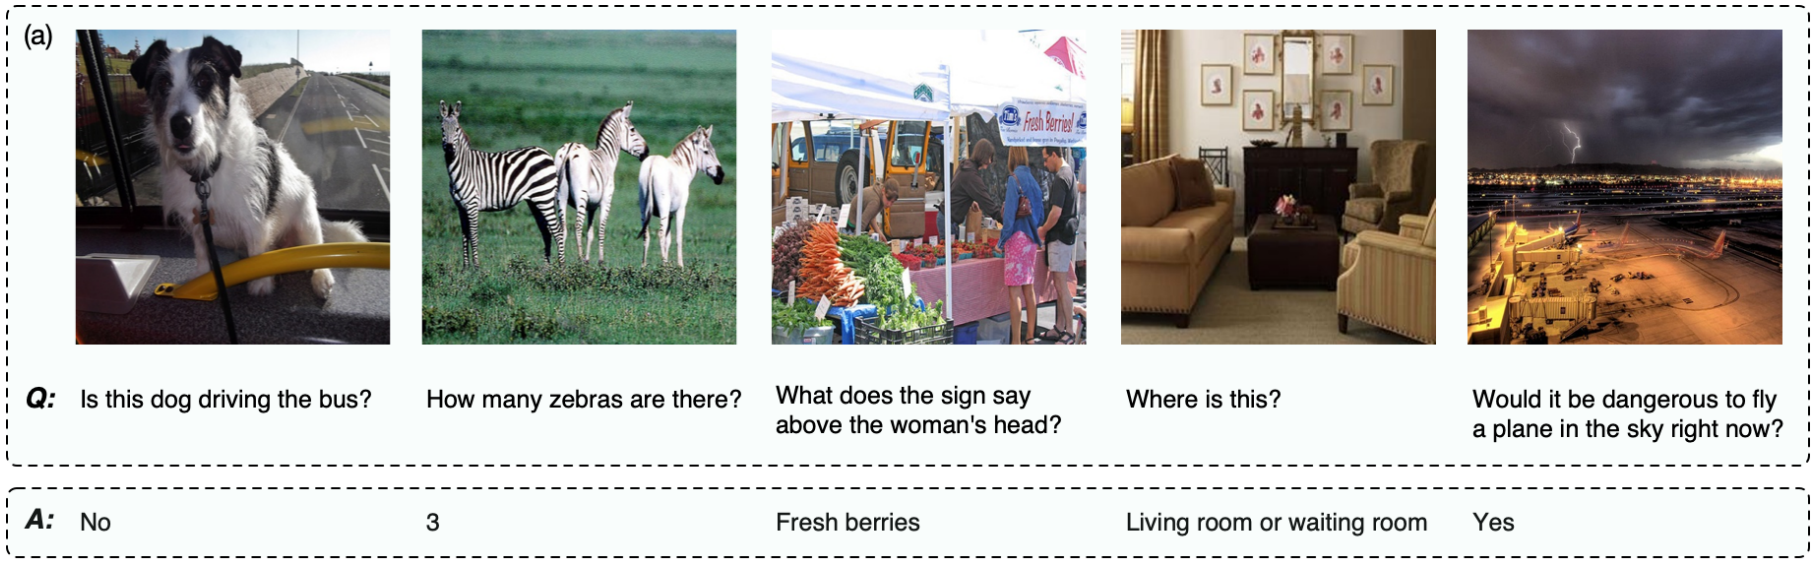 (a)
Fresh Berries!
Q: Is this dog driving the bus?
How many zebras are there?
What does the sign say
above the woman's head?
Where is this?
Would it be dangerous to fly
a plane in the sky right now?
A: No
3
Fresh berries
Living room or waiting room
Yes